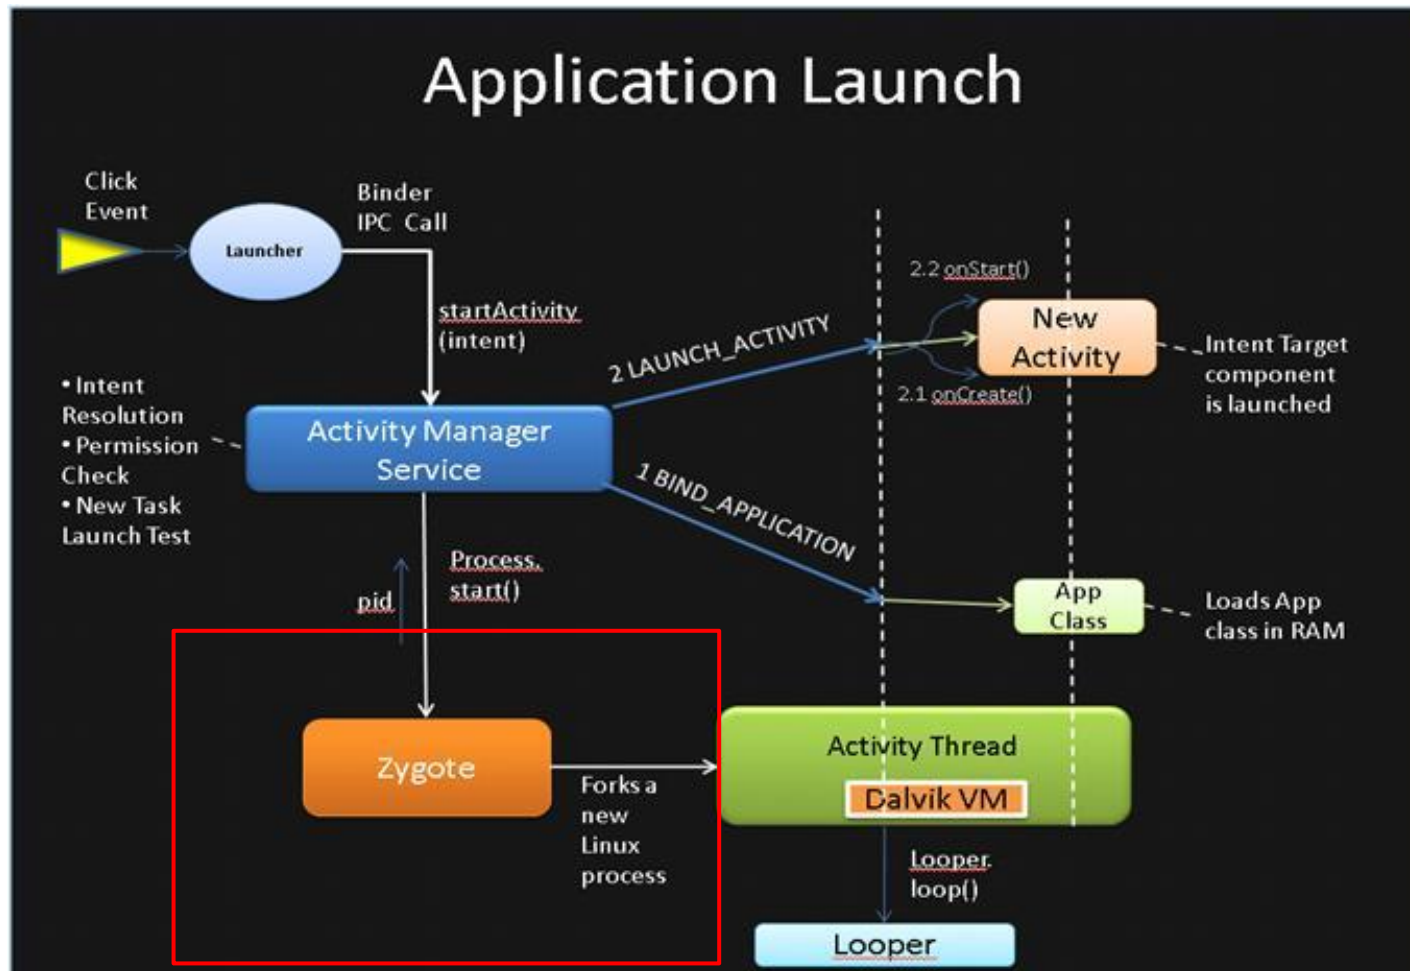 Application Launch
Click
Event
Launcher
Binder
IPC Call
startActivity
(intent)
• Intent
Resolution
• Permission
Check
• New Task
Launch Test
Activity Manager
Service
2 LAUNCH_ACTIVITY
2.2 onStart()
2.1 onCreate()
New
Activity
Intent Target
component
is launched
1 BIND_APPLICATION
App
Class
Loads App
class in RAM
pid
Process.
start()
Zygote
Forks a
new
Linux
process
Activity Thread
Dalvik VM
Looper.
loop()
Looper